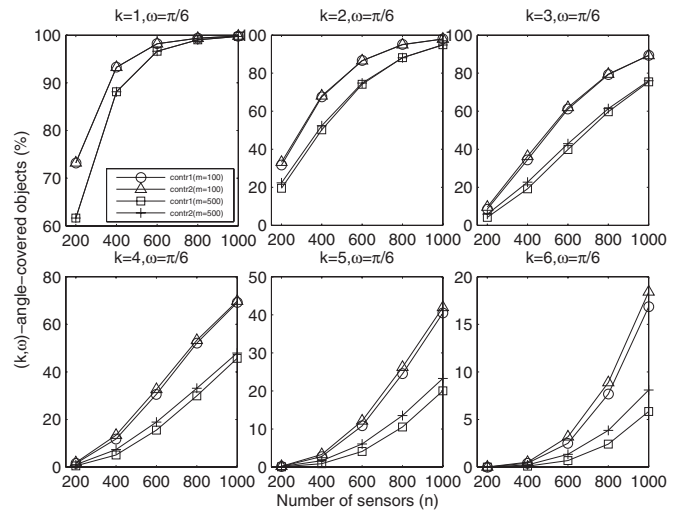 k=1,ω=π/6
k=2,ω=π/6
k=3,ω=π/6
100
90
80
70
60
200 400 600 800 1000
100
80
60
40
20
0
200 400 600 800 1000
100
80
60
40
20
0
200 400 600 800 1000
contr1(m=100)
contr2(m=100)
contr1(m=500)
contr2(m=500)
(k,ω)−angle−covered objects (%)
k=4,ω=π/6
k=5,ω=π/6
k=6,ω=π/6
80
60
40
20
0
200 400 600 800 1000
50
40
30
20
10
0
200 400 600 800 1000
20
15
10
5
0
200 400 600 800 1000
Number of sensors (n)